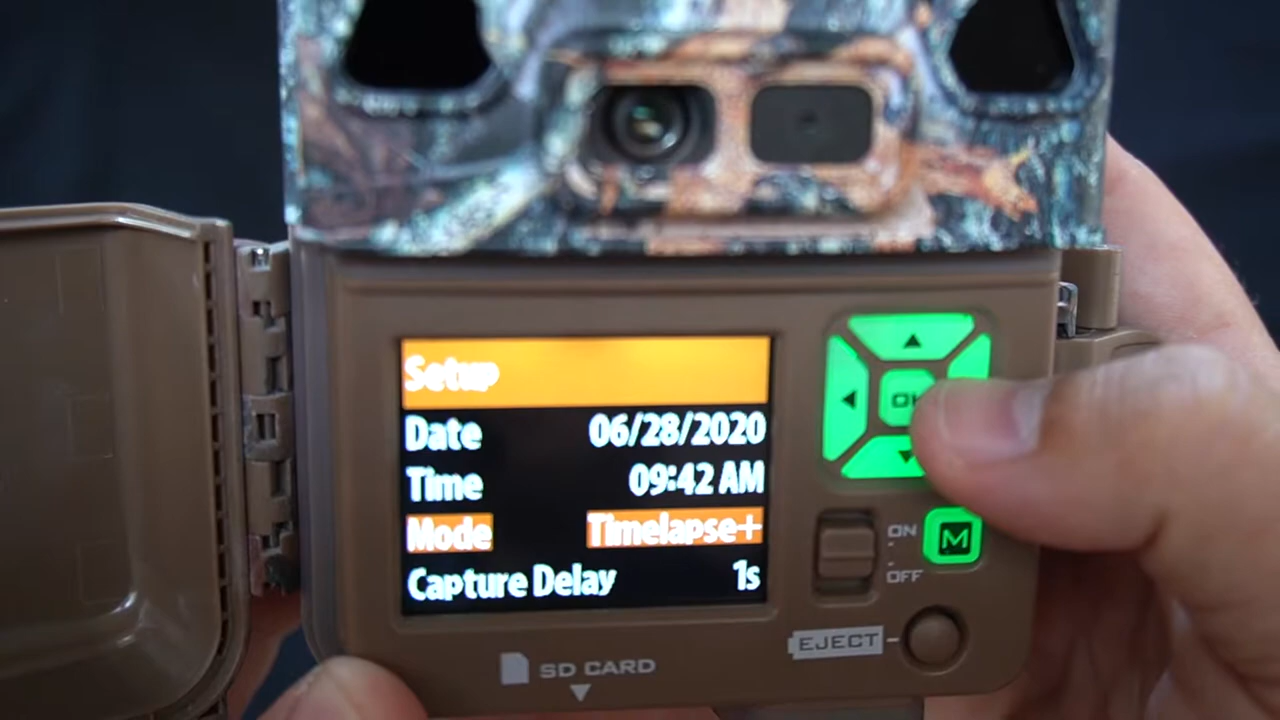 Setup
Date 06/28/2020
Time 09:42 AM
Mode Timelapse+
Capture Delay 1s
ON
M
OFF
EJECT
SD CARD